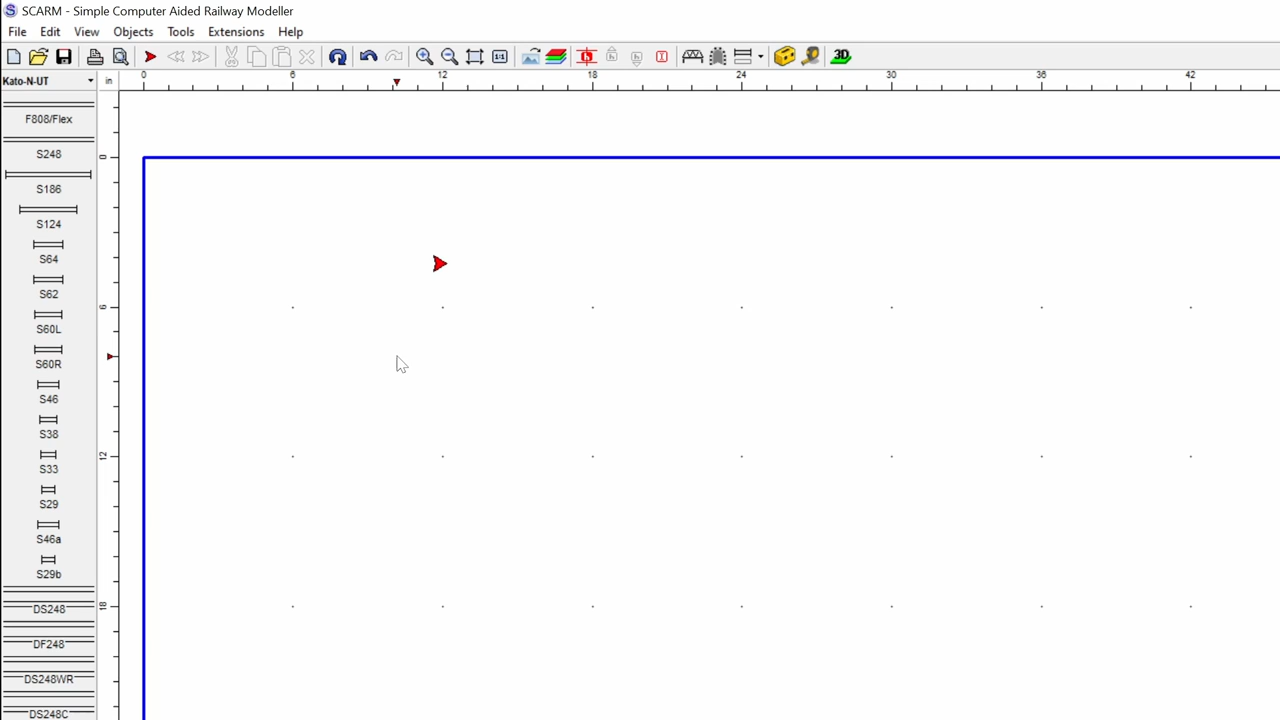 SCARM - Simple Computer Aided Railway Modeller
File Edit View Objects Tools Extensions Help
1:1
3D
Kato-N-UT
in
0 6 12 18 24 30 36 42
F808/Flex
S248
S186
S124
S64
S62
S60L
S60R
S46
S38
S33
S29
S46a
S29b
DS248
DF248
DS248WR
DS248C
0
6
12
18